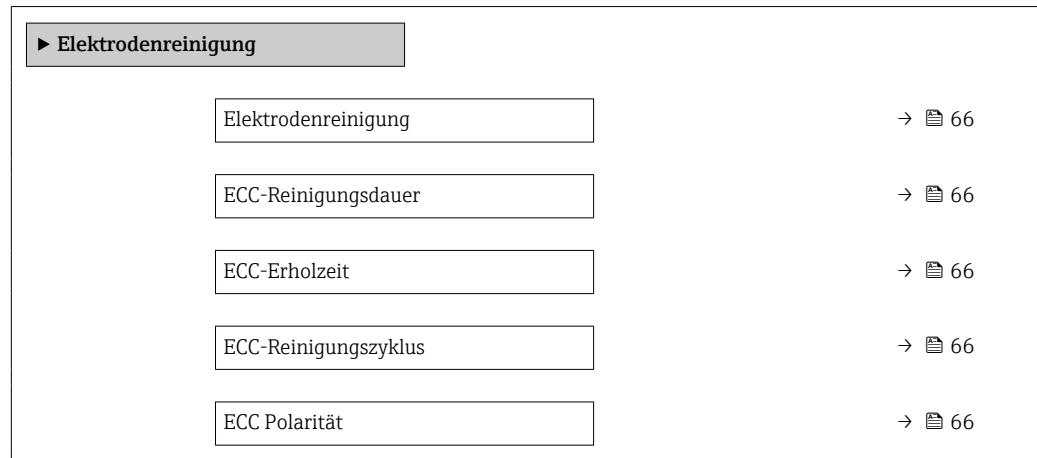 ▶ Elektrodenreinigung
Elektrodenreinigung → 66
ECC-Reinigungsdauer → 66
ECC-Erholzeit → 66
ECC-Reinigungszyklus → 66
ECC Polarität → 66